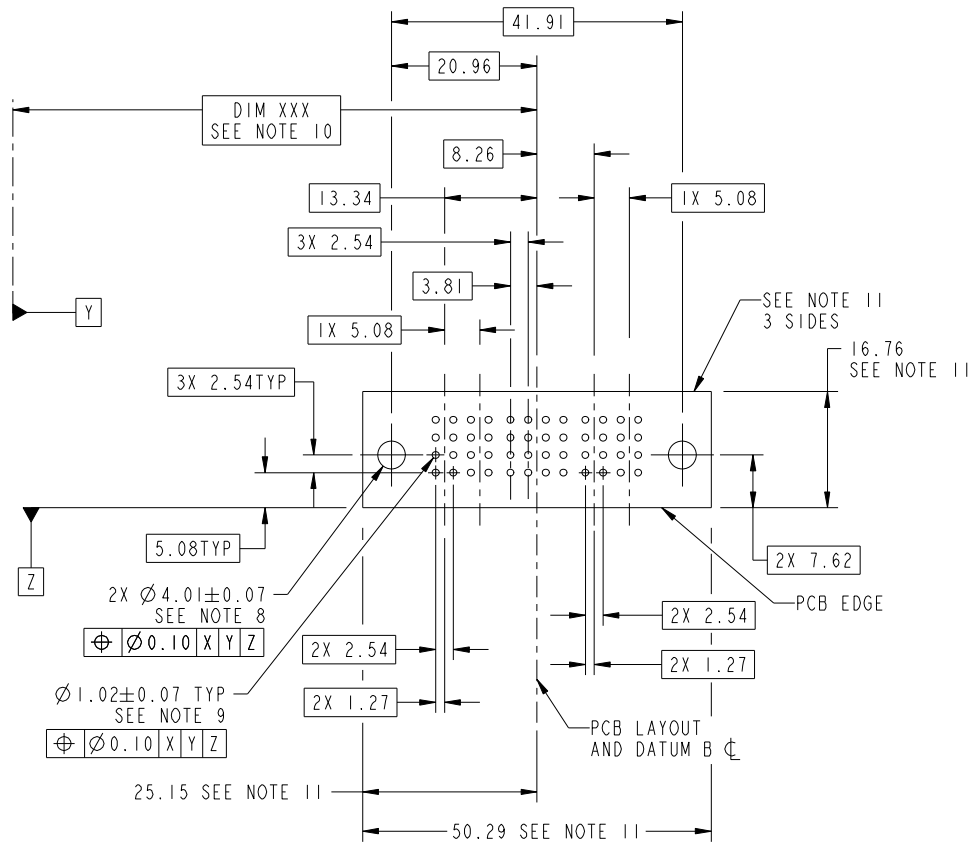 41.91
20.96
DIM XXX
SEE NOTE 10
8.26
13.34
1X 5.08
3X 2.54
3.81
Y
SEE NOTE 11
3 SIDES
1X 5.08
16.76
SEE NOTE 11
3X 2.54TYP
5.08TYP
2X 7.62
Z
2X Ø4.01±0.07
SEE NOTE 8
PCB EDGE
2X 2.54
⌖ Ø0.10 X Y Z
2X 2.54
2X 1.27
Ø1.02±0.07 TYP
SEE NOTE 9
2X 1.27
⌖ Ø0.10 X Y Z
PCB LAYOUT
AND DATUM B ℄
25.15 SEE NOTE 11
50.29 SEE NOTE 11